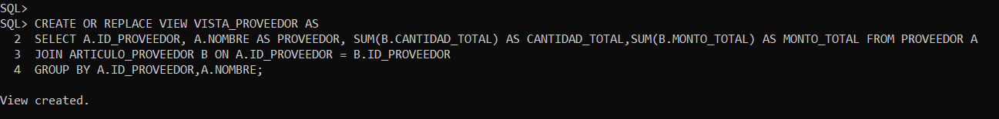 SQL>
SQL> CREATE OR REPLACE VIEW VISTA_PROVEEDOR AS
  2  SELECT A.ID_PROVEEDOR, A.NOMBRE AS PROVEEDOR, SUM(B.CANTIDAD_TOTAL) AS CANTIDAD_TOTAL,SUM(B.MONTO_TOTAL) AS MONTO_TOTAL FROM PROVEEDOR A
  3  JOIN ARTICULO_PROVEEDOR B ON A.ID_PROVEEDOR = B.ID_PROVEEDOR
  4  GROUP BY A.ID_PROVEEDOR,A.NOMBRE;
View created.